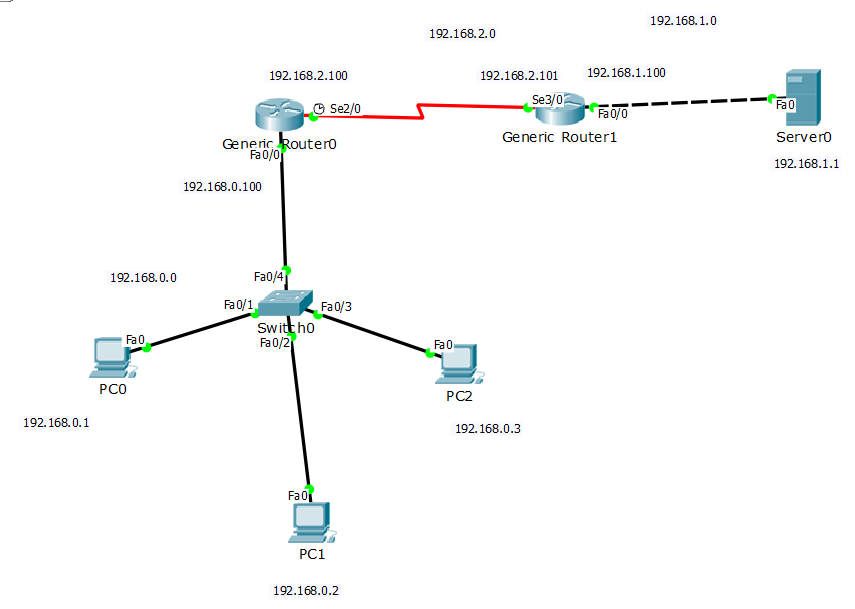 192.168.1.0
192.168.2.0
192.168.2.100
192.168.2.101
192.168.1.100
Se2/0
Se3/0
Fa0/0
Fa0
Generic Router0
Generic Router1
Server0
Fa0/0
192.168.1.1
192.168.0.100
192.168.0.0
Fa0/4
Fa0/1
Fa0/3
Switch0
Fa0/2
Fa0
Fa0
PC0
PC2
192.168.0.1
192.168.0.3
Fa0
PC1
192.168.0.2